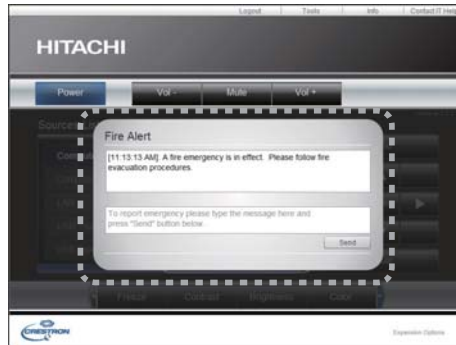 Logout Tools Info Contact IT Help
HITACHI
Power Vol - Mute Vol +
Fire Alert
[11:13:13 AM] A fire emergency is in effect. Please follow fire
evacuation procedures.
To report emergency please type the message here and
press "Send" button below.
Send
Freeze Contrast Brightness Color
CRESTRON
Expansion Options